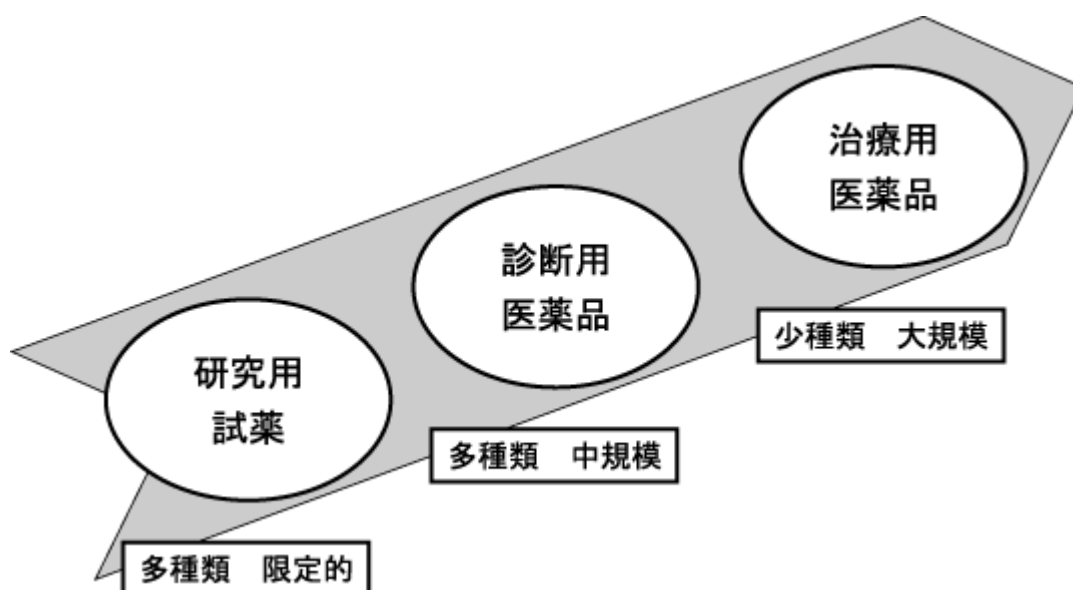 治療用
医薬品
診断用
医薬品
少種類　大規模
研究用
試薬
多種類　中規模
多種類　限定的